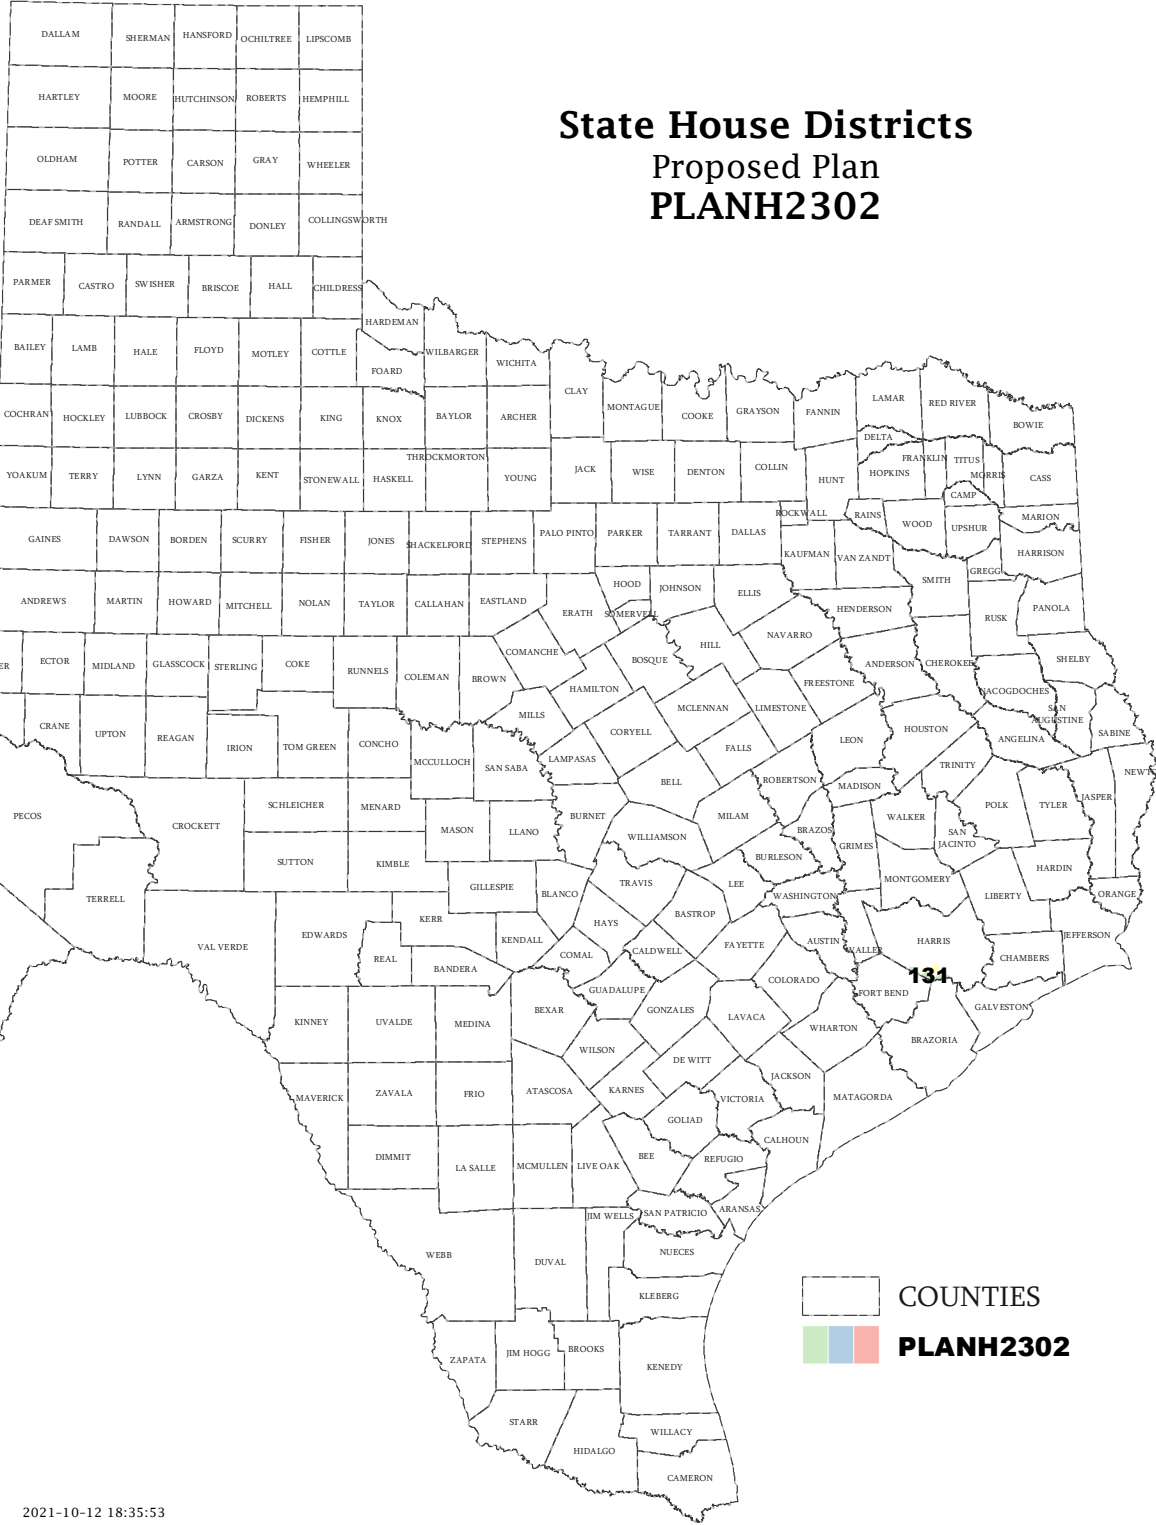 State House Districts
Proposed Plan
PLANH2302
DALLAM SHERMAN HANSFORD OCHILTREE LIPSCOMB
HARTLEY MOORE HUTCHINSON ROBERTS HEMPHILL
OLDHAM POTTER CARSON GRAY WHEELER
DEAF SMITH RANDALL ARMSTRONG DONLEY COLLINGSWORTH
PARMER CASTRO SWISHER BRISCOE HALL CHILDRESS
HARDEMAN
BAILEY LAMB HALE FLOYD MOTLEY COTTLE FOARD WILBARGER WICHITA CLAY
COCHRAN HOCKLEY LUBBOCK CROSBY DICKENS KING KNOX BAYLOR ARCHER MONTAGUE COOKE GRAYSON FANNIN LAMAR RED RIVER BOWIE
DELTA
YOAKUM TERRY LYNN GARZA KENT STONEWALL HASKELL THROCKMORTON YOUNG JACK WISE DENTON COLLIN HUNT HOPKINS FRANKLIN TITUS MORRIS CASS
CAMP
GAINES DAWSON BORDEN SCURRY FISHER JONES SHACKELFORD STEPHENS PALO PINTO PARKER TARRANT DALLAS ROCKWALL RAINS WOOD UPSHUR MARION
KAUFMAN VAN ZANDT GREGG HARRISON
ANDREWS MARTIN HOWARD MITCHELL NOLAN TAYLOR CALLAHAN EASTLAND ERATH HOOD SOMERVELL JOHNSON ELLIS HENDERSON SMITH RUSK PANOLA
ER ECTOR MIDLAND GLASSCOCK STERLING COKE RUNNELS COLEMAN BROWN COMANCHE BOSQUE HILL NAVARRO ANDERSON CHEROKEE SHELBY
HAMILTON FREESTONE NACOGDOCHES
CRANE UPTON REAGAN IRION TOM GREEN CONCHO MILLS CORYELL MCLENNAN LIMESTONE LEON HOUSTON ANGELINA SAN
AUGUSTINE SABINE
MCCULLOCH SAN SABA LAMPASAS FALLS BELL ROBERTSON MADISON TRINITY NEWT
PECOS CROCKETT SCHLEICHER MENARD MASON LLANO BURNET WILLIAMSON MILAM BRAZOS GRIMES WALKER SAN
JACINTO POLK TYLER JASPER
SUTTON KIMBLE BURLESON
TERRELL GILLESPIE BLANCO TRAVIS LEE WASHINGTON MONTGOMERY LIBERTY HARDIN ORANGE
VAL VERDE EDWARDS KERR REAL BANDERA KENDALL COMAL HAYS CALDWELL BASTROP FAYETTE AUSTIN WALLER HARRIS CHAMBERS JEFFERSON
131
KINNEY UVALDE MEDINA BEXAR GUADALUPE GONZALES LAVACA COLORADO WHARTON FORT BEND GALVESTON
WILSON DE WITT BRAZORIA
MAVERICK ZAVALA FRIO ATASCOSA KARNES GOLIAD VICTORIA JACKSON MATAGORDA
DIMMIT LA SALLE MCMULLEN LIVE OAK BEE REFUGIO CALHOUN
JIM WELLS SAN PATRICIO ARANSAS
WEBB DUVAL NUECES
KLEBERG
ZAPATA JIM HOGG BROOKS KENEDY
STARR HIDALGO WILLACY
CAMERON
COUNTIES
PLANH2302
2021-10-12 18:35:53